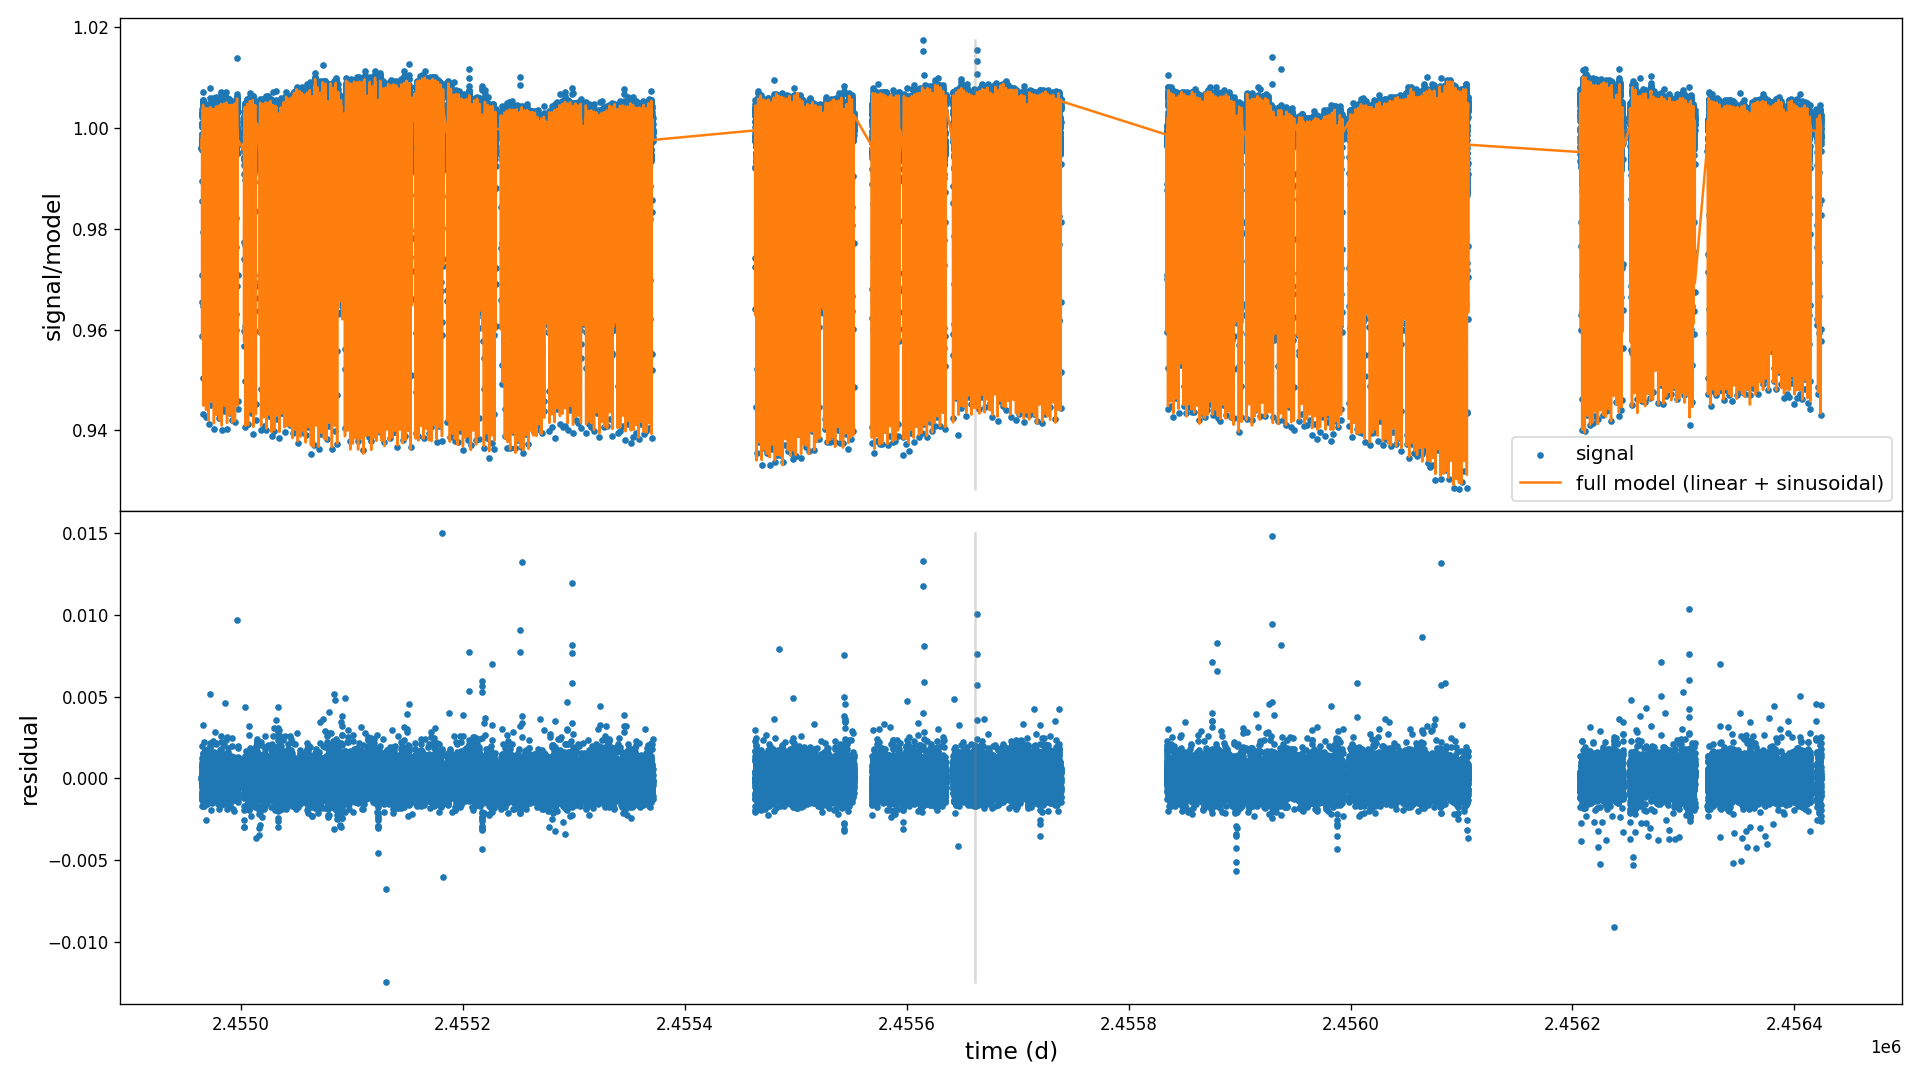 1.02
1.00
0.98
0.96
0.94
signal/model
signal
full model (linear + sinusoidal)
0.015
0.010
0.005
0.000
−0.005
−0.010
residual
2.4550 2.4552 2.4554 2.4556 2.4558 2.4560 2.4562 2.4564
1e6
time (d)